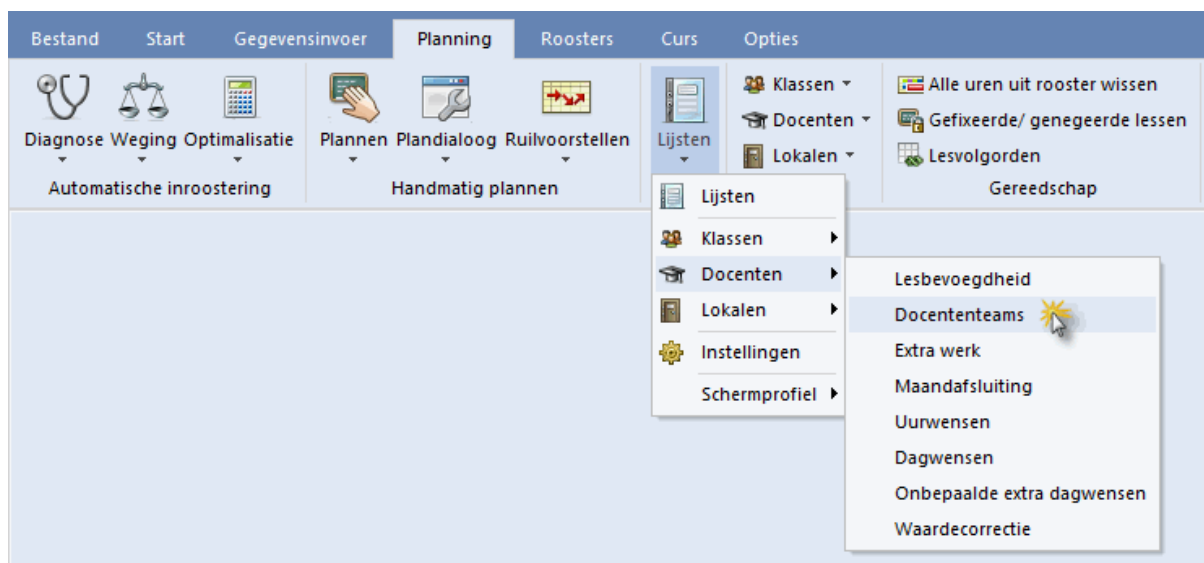 Bestand Start Gegevensinvoer Planning Roosters Curs Opties
Diagnose Weging Optimalisatie
Automatische inroostering
Plannen Plandialoog Ruilvoorstellen
Handmatig plannen
Lijsten
Klassen
Docenten
Lokalen
Alle uren uit rooster wissen
Gefixeerde/ genegeerde lessen
Lesvolgorden
Gereedschap
Lijsten
Klassen
Docenten
Lokalen
Instellingen
Schermprofiel
Lesbevoegdheid
Docententeams
Extra werk
Maandafsluiting
Uurwensen
Dagwensen
Onbepaalde extra dagwensen
Waardecorrectie